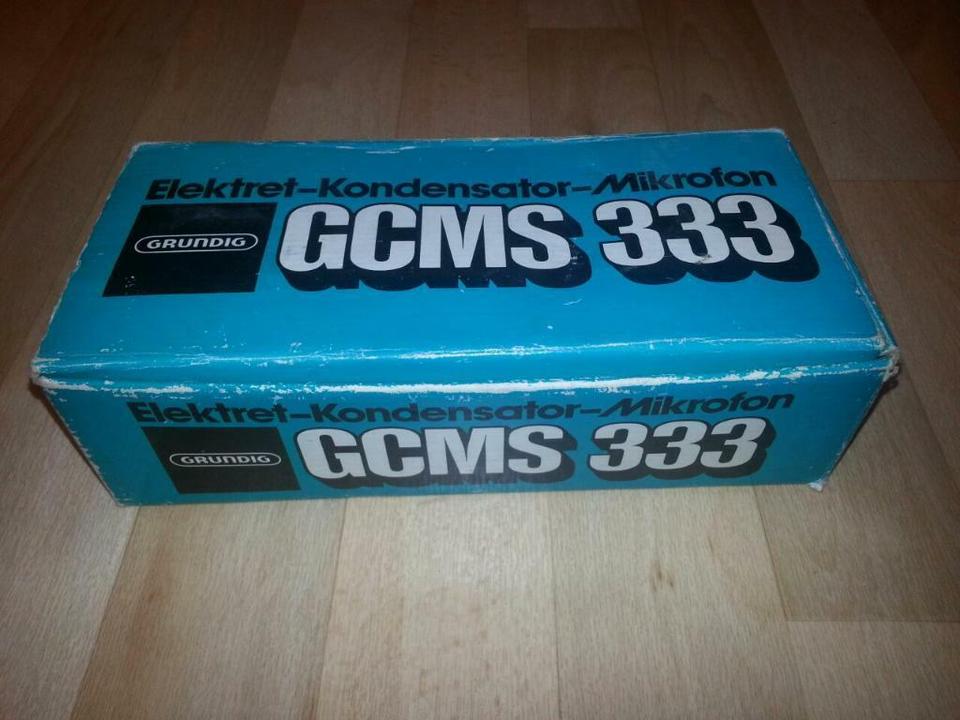 Elektret-Kondensator-Mikrofon
GRUNDIG
GCMS 333
Elektret-Kondensator-Mikrofon
GRUNDIG
GCMS 333